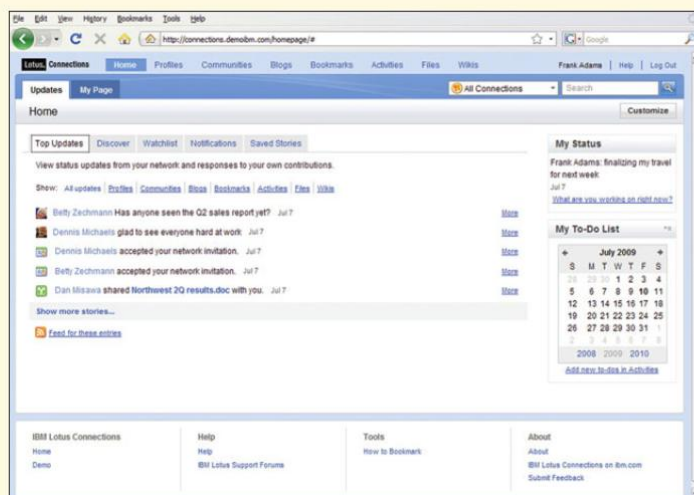 File Edit View History Bookmarks Tools Help
http://connections.demoibm.com/homepage/#
Google
Lotus. Connections Home Profiles Communities Blogs Bookmarks Activities Files Wikis Frank Adams Help Log Out
Updates My Page All Connections Search
Home Customize
Top Updates Discover Watchlist Notifications Saved Stories
View status updates from your network and responses to your own contributions.
Show: All updates Profiles Communities Blogs Bookmarks Activities Files Wikis
Betty Zechmann Has anyone seen the Q2 sales report yet? Jul 7 More
Dennis Michaels glad to see everyone hard at work Jul 7 More
Dennis Michaels accepted your network invitation. Jul 7 More
Betty Zechmann accepted your network invitation. Jul 7 More
Dan Misawa shared Northwest 2Q results.doc with you. Jul 7 More
Show more stories...
Feed for these entries
My Status
Frank Adams: finalizing my travel
for next week
Jul 7
What are you working on right now?
My To-Do List
July 2009
S M T W T F S
28 29 30 1 2 3 4
5 6 7 8 9 10 11
12 13 14 15 16 17 18
19 20 21 22 23 24 25
26 27 28 29 30 31 1
2 3 4 5 6 7 8
2008 2009 2010
Add new to-dos in Activities
IBM Lotus Connections
Home
Demo
Help
Help
IBM Lotus Support Forums
Tools
How to Bookmark
About
About
IBM Lotus Connections on ibm.com
Submit Feedback